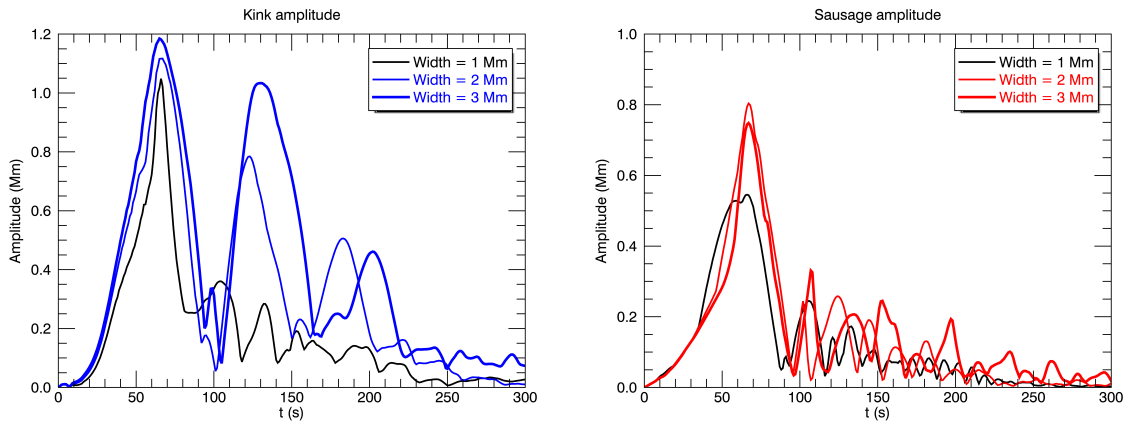 Kink amplitude
Width = 1 Mm
Width = 2 Mm
Width = 3 Mm
Amplitude (Mm)
1.2
1.0
0.8
0.6
0.4
0.2
0.0
0 50 100 150 200 250 300
t (s)
Sausage amplitude
Width = 1 Mm
Width = 2 Mm
Width = 3 Mm
Amplitude (Mm)
1.0
0.8
0.6
0.4
0.2
0.0
0 50 100 150 200 250 300
t (s)